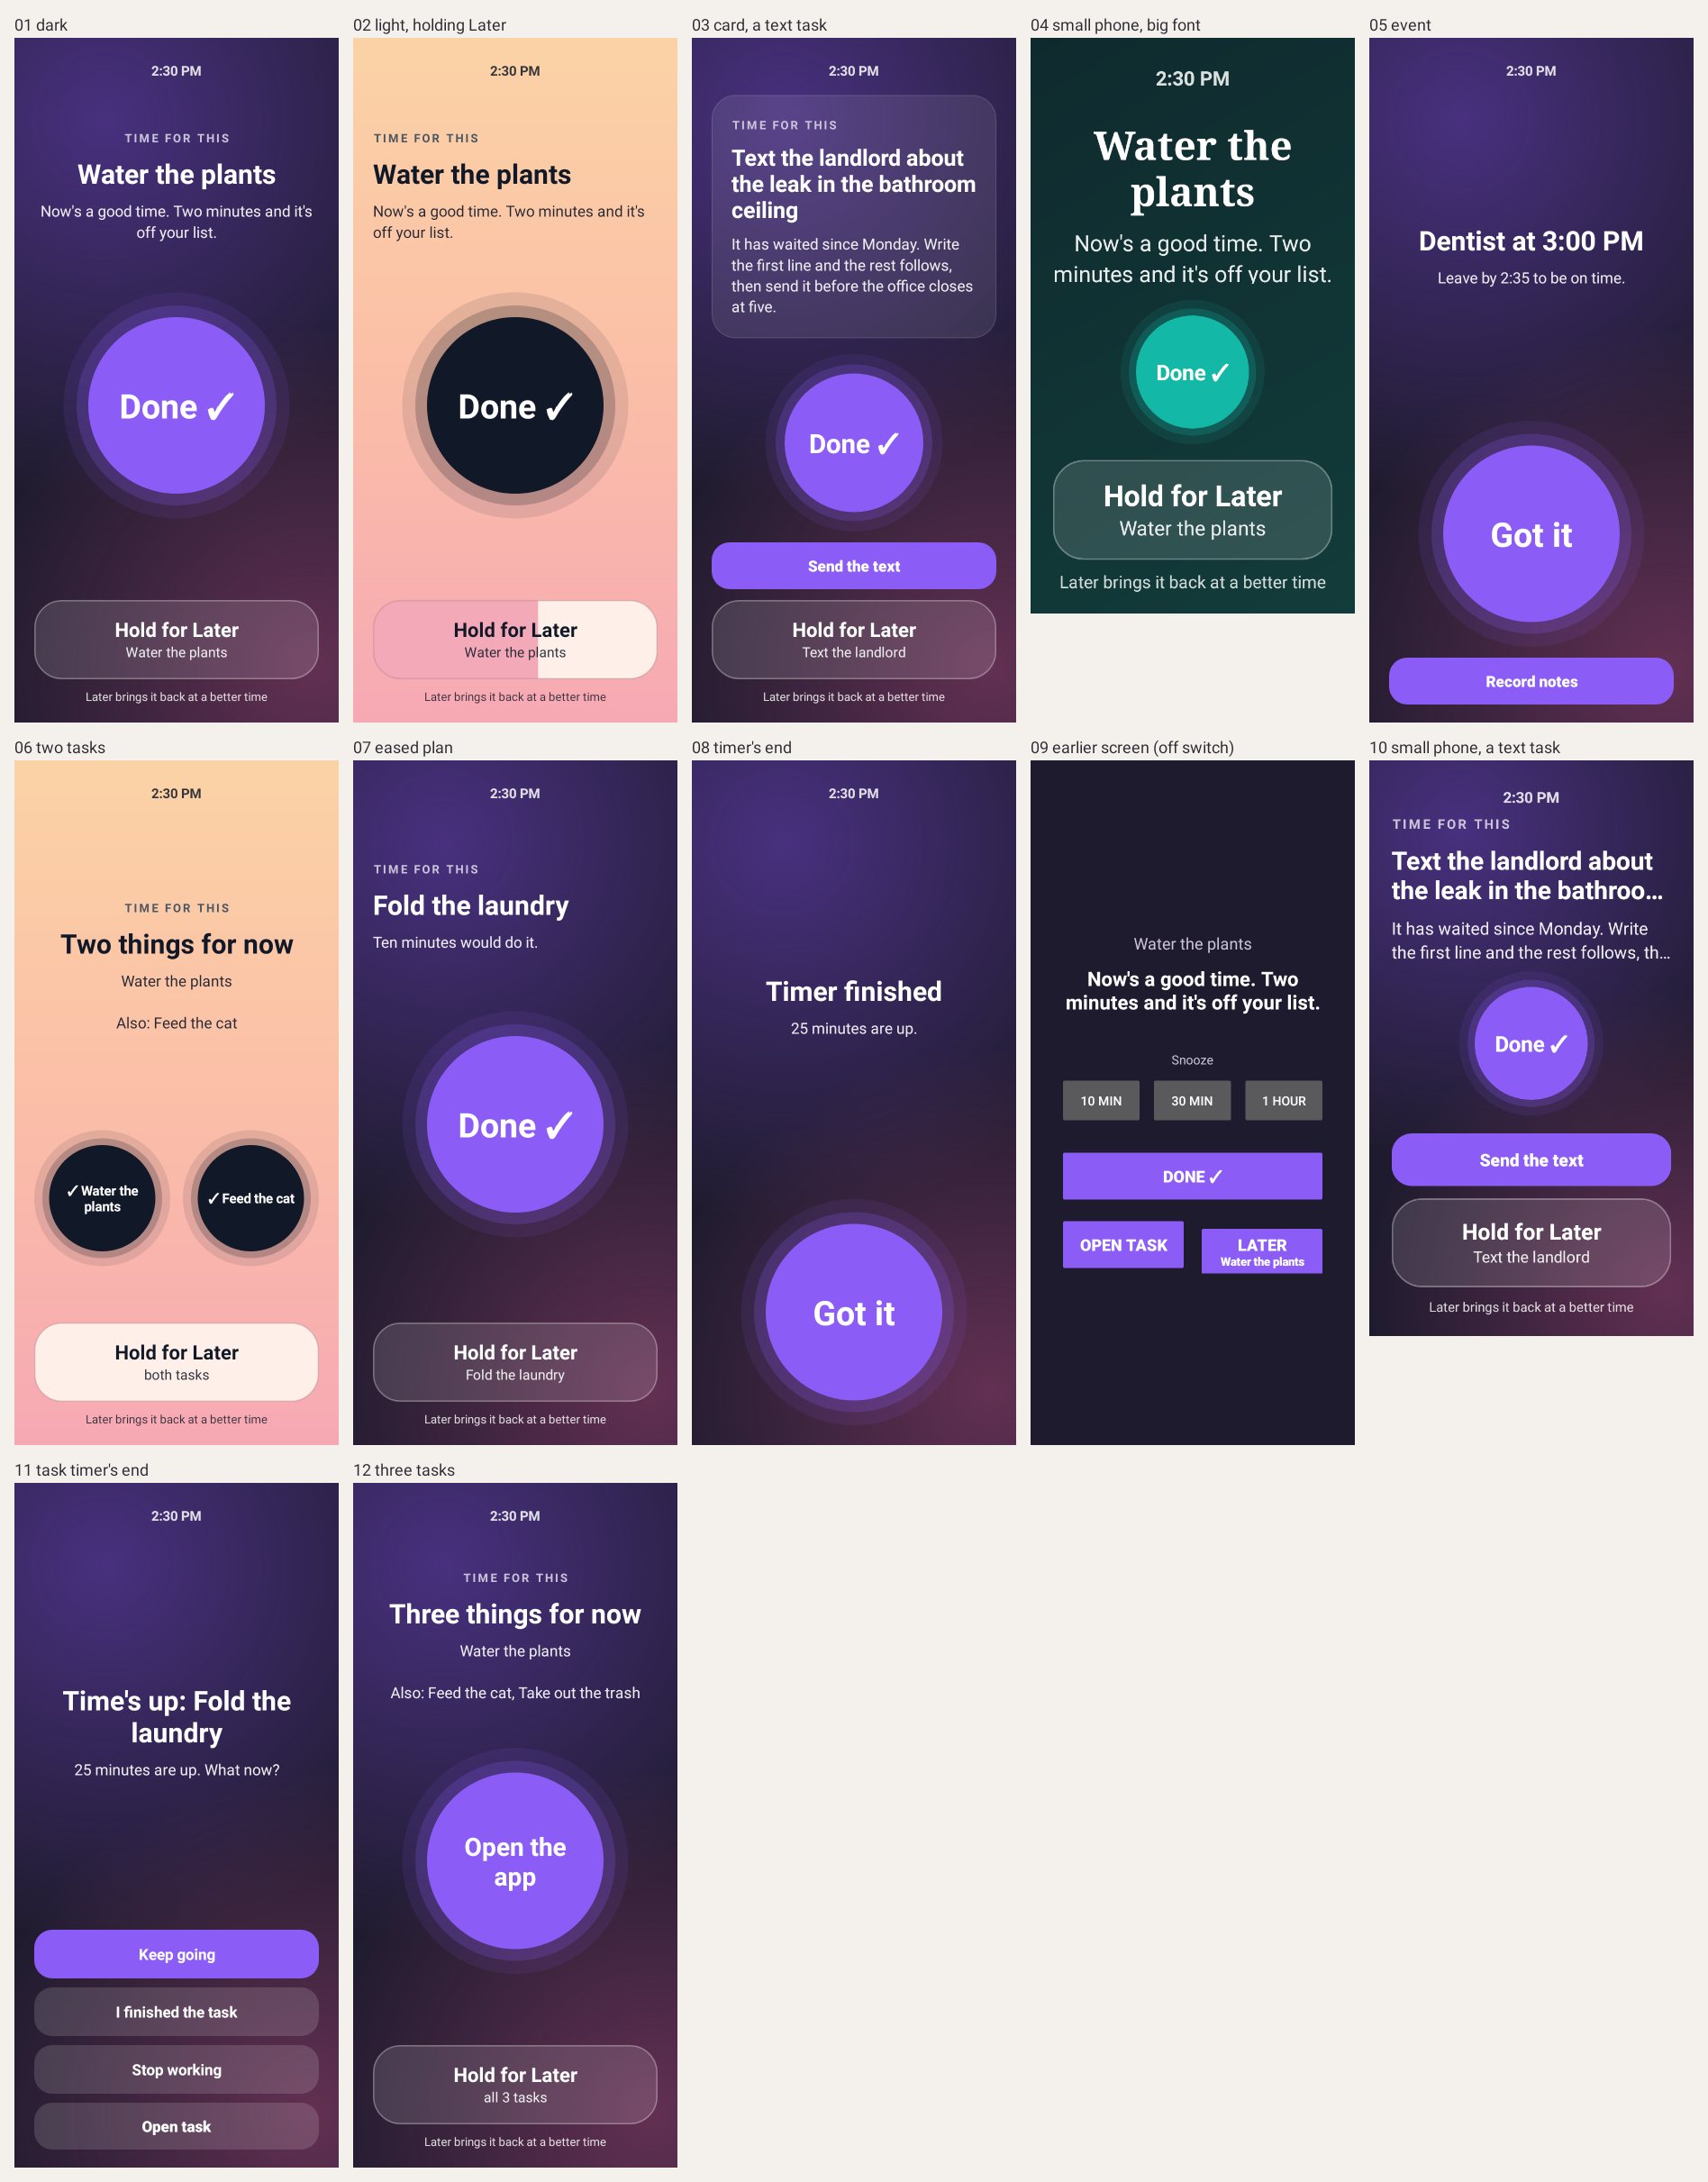 01 dark
2:30 PM
TIME FOR THIS
Water the plants
Now's a good time. Two minutes and it's
off your list.
Done ✓
Hold for Later
Water the plants
Later brings it back at a better time
02 light, holding Later
2:30 PM
TIME FOR THIS
Water the plants
Now's a good time. Two minutes and it's
off your list.
Done ✓
Hold for Later
Water the plants
Later brings it back at a better time
03 card, a text task
2:30 PM
TIME FOR THIS
Text the landlord about
the leak in the bathroom
ceiling
It has waited since Monday. Write
the first line and the rest follows,
then send it before the office closes
at five.
Done ✓
Send the text
Hold for Later
Text the landlord
Later brings it back at a better time
04 small phone, big font
2:30 PM
Water the
plants
Now's a good time. Two
minutes and it's off your list.
Done ✓
Hold for Later
Water the plants
Later brings it back at a better time
05 event
2:30 PM
Dentist at 3:00 PM
Leave by 2:35 to be on time.
Got it
Record notes
06 two tasks
2:30 PM
TIME FOR THIS
Two things for now
Water the plants
Also: Feed the cat
✓ Water the
plants
✓ Feed the cat
Hold for Later
both tasks
Later brings it back at a better time
07 eased plan
2:30 PM
TIME FOR THIS
Fold the laundry
Ten minutes would do it.
Done ✓
Hold for Later
Fold the laundry
Later brings it back at a better time
08 timer's end
2:30 PM
Timer finished
25 minutes are up.
Got it
09 earlier screen (off switch)
Water the plants
Now's a good time. Two
minutes and it's off your list.
Snooze
10 MIN
30 MIN
1 HOUR
DONE ✓
OPEN TASK
LATER
Water the plants
10 small phone, a text task
2:30 PM
TIME FOR THIS
Text the landlord about
the leak in the bathroo...
It has waited since Monday. Write
the first line and the rest follows, th...
Done ✓
Send the text
Hold for Later
Text the landlord
Later brings it back at a better time
11 task timer's end
2:30 PM
Time's up: Fold the
laundry
25 minutes are up. What now?
Keep going
I finished the task
Stop working
Open task
12 three tasks
2:30 PM
TIME FOR THIS
Three things for now
Water the plants
Also: Feed the cat, Take out the trash
Open the
app
Hold for Later
all 3 tasks
Later brings it back at a better time